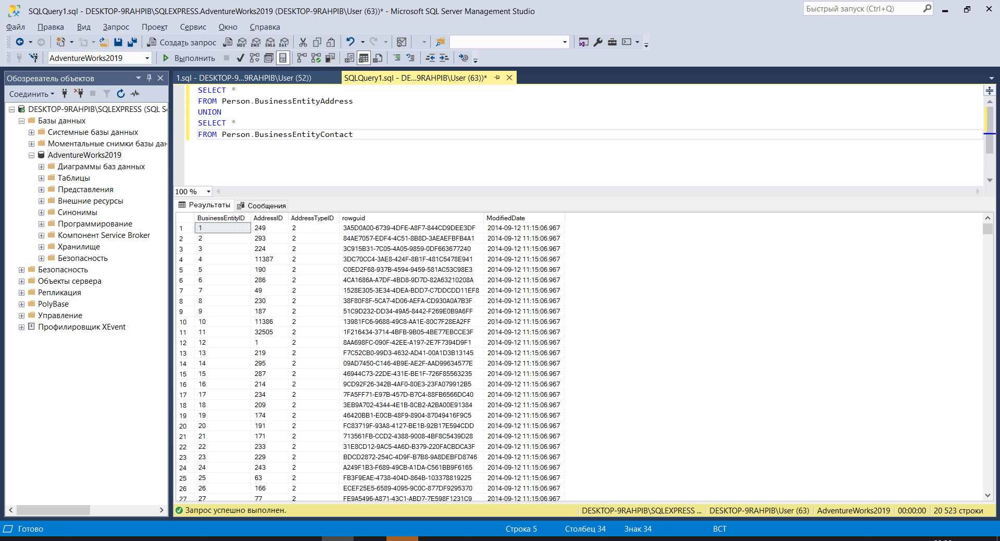 SQLQuery1.sql - DESKTOP-9RAHPIB\SQLEXPRESS.AdventureWorks2019 (DESKTOP-9RAHPIB\User (63))* - Microsoft SQL Server Management Studio
Быстрый запуск (Ctrl+Q)
Файл Правка Вид Запрос Проект Сервис Окно Справка
Создать запрос MDX DMX XMLA DAX
AdventureWorks2019 Выполнить
Обозреватель объектов
Соединить
DESKTOP-9RAHPIB\SQLEXPRESS (SQL S
Базы данных
Системные базы данных
Моментальные снимки базы дан
AdventureWorks2019
Диаграммы баз данных
Таблицы
Представления
Внешние ресурсы
Синонимы
Программирование
Компонент Service Broker
Хранилище
Безопасность
Безопасность
Объекты сервера
Репликация
PolyBase
Управление
Профилировщик XEvent
1.sql - DESKTOP-9...9RAHPIB\User (52))
SQLQuery1.sql - DE...9RAHPIB\User (63))*
SELECT *
FROM Person.BusinessEntityAddress
UNION
SELECT *
FROM Person.BusinessEntityContact
100 %
Результаты Сообщения
BusinessEntityID AddressID AddressTypeID rowguid ModifiedDate
1 1 249 2 3A5D0A00-6739-4DFE-A8F7-844CD9DEE3DF 2014-09-12 11:15:06.967
2 2 293 2 84AE7057-EDF4-4C51-8B8D-3AEAEFBFB4A1 2014-09-12 11:15:06.967
3 3 224 2 3C915B31-7C05-4A05-9859-0DF663677240 2014-09-12 11:15:06.967
4 4 11387 2 3DC70CC4-3AE8-424F-8B1F-481C5478E941 2014-09-12 11:15:06.967
5 5 190 2 C0ED2F68-937B-4594-9459-581AC53C98E3 2014-09-12 11:15:06.967
6 6 286 2 4CA1686A-A7DF-4BD8-9D7D-82A63210208A 2014-09-12 11:15:06.967
7 7 49 2 1528E305-3E34-4DEA-BDD7-C7DDCDD11EF8 2014-09-12 11:15:06.967
8 8 230 2 38F80F8F-5CA7-4D06-AEFA-CD930A0A7B3F 2014-09-12 11:15:06.967
9 9 187 2 51C9D232-DD34-49A5-8442-F269E0B9A6FF 2014-09-12 11:15:06.967
10 10 11386 2 13981FC6-9688-49C8-AA1E-80C7F28EA2FF 2014-09-12 11:15:06.967
11 11 32505 2 1F216434-3714-4BFB-9B05-4BE77EBCCE3F 2014-09-12 11:15:06.967
12 12 1 2 8AA698FC-090F-42EE-A197-2E7F7394D9F1 2014-09-12 11:15:06.967
13 13 219 2 F7C52CB0-99D3-4632-AD41-00A1D3B13145 2014-09-12 11:15:06.967
14 14 295 2 09AD7450-C146-4B9E-AE2F-AAD99634577E 2014-09-12 11:15:06.967
15 15 287 2 46944C73-22DE-431E-BE1F-726F85563235 2014-09-12 11:15:06.967
16 16 214 2 9CD92F26-342B-4AF0-80E3-23FA079912B5 2014-09-12 11:15:06.967
17 17 234 2 7FA5FF71-E97B-457D-B7C4-88FB6566DC40 2014-09-12 11:15:06.967
18 18 209 2 3EB9A702-4344-4E1B-8CB2-A2BA00E91384 2014-09-12 11:15:06.967
19 19 174 2 46420BB1-E0CB-48F9-8904-87049416F9C5 2014-09-12 11:15:06.967
20 20 191 2 FC83719F-93A8-4127-BE1B-92B17E594CDD 2014-09-12 11:15:06.967
21 21 171 2 713561FB-CCD2-4388-9008-4BF8C5439D28 2014-09-12 11:15:06.967
22 22 233 2 31E8CD12-9AC5-4A6D-B379-220FACBDCA3F 2014-09-12 11:15:06.967
23 23 229 2 BDCD2872-254C-4D9F-B7B8-9A8DEBFD8746 2014-09-12 11:15:06.967
24 24 243 2 A249F1B3-F689-49CB-A1DA-C561BB9F6165 2014-09-12 11:15:06.967
25 25 63 2 FB3F9EAE-4738-404D-864B-103378819225 2014-09-12 11:15:06.967
26 26 166 2 ECEF25E5-6589-4095-9C0C-877DF9295370 2014-09-12 11:15:06.967
27 27 77 2 FE9A5496-A871-43C1-ABD7-7E598F1231C9 2014-09-12 11:15:06.967
Запрос успешно выполнен. DESKTOP-9RAHPIB\SQLEXPRESS ... DESKTOP-9RAHPIB\User (63) AdventureWorks2019 00:00:00 20 523 строки
Готово Строка 5 Столбец 34 Знак 34 ВСТ